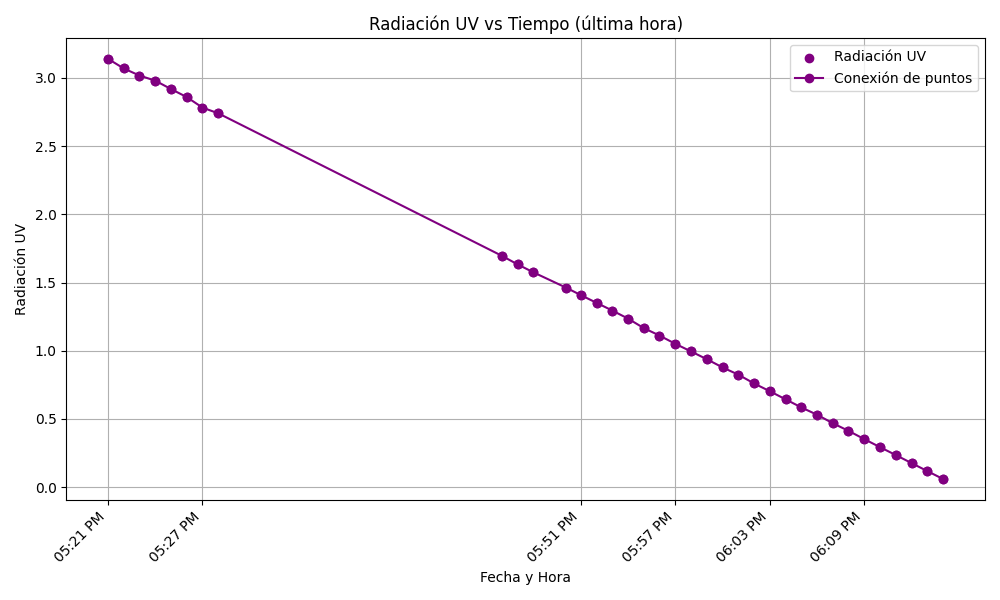 Radiación UV vs Tiempo (última hora)
Radiación UV
Conexión de puntos
Radiación UV
3.0
2.5
2.0
1.5
1.0
0.5
0.0
05:21 PM
05:27 PM
05:51 PM
05:57 PM
06:03 PM
06:09 PM
Fecha y Hora